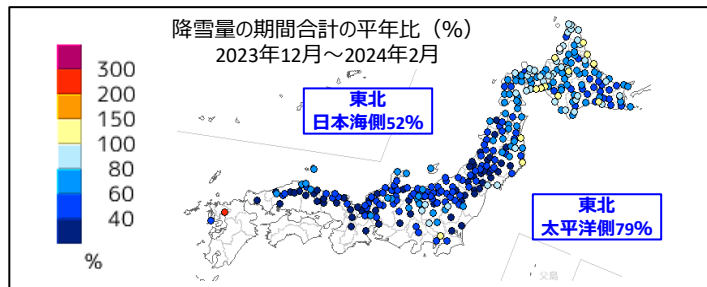 降雪量の期間合計の平年比（%）
2023年12月～2024年2月
300
200
150
100
80
60
40
%
東北
日本海側52%
東北
太平洋側79%
父島